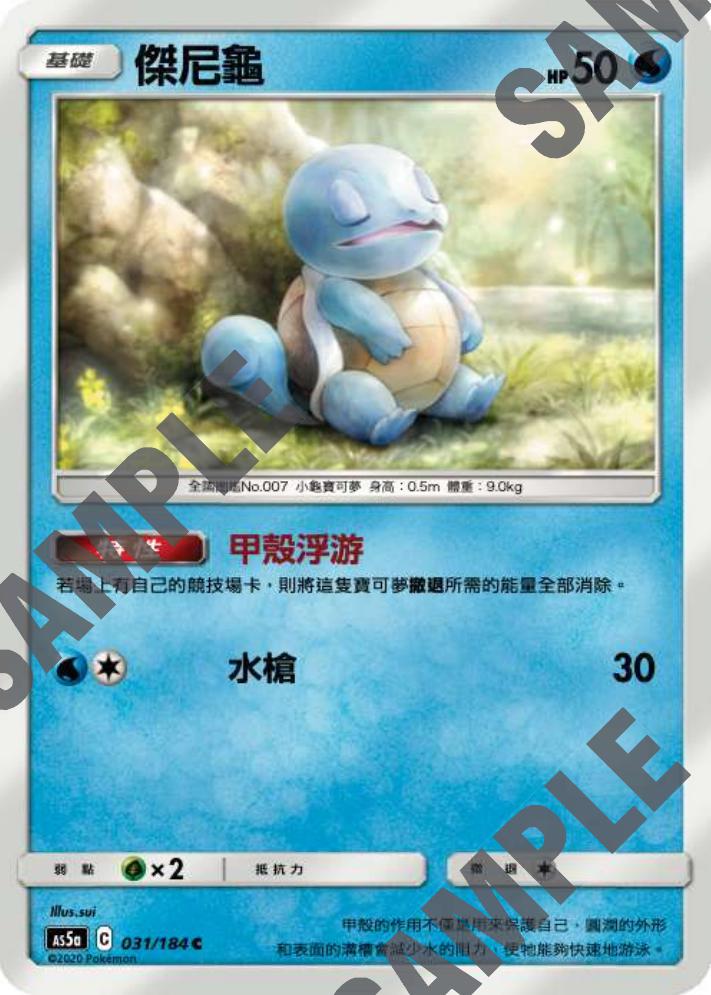 SAMPLE
基礎 傑尼龜 HP 50
全國圖鑑No.007 小龜寶可夢 身高：0.5m 體重：9.0kg
SAMPLE
特性 甲殼浮游
若場上有自己的競技場卡，則將這隻寶可夢撤退所需的能量全部消除。
水槍 30
SAMPLE
弱點 ×2 抵抗力 撤退
Illus.sui
AS5a C 031/184 C
©2020 Pokémon
甲殼的作用不僅是用來保護自己，圓潤的外形
和表面的溝槽會減少水的阻力，使牠能夠快速地游泳。
SAMPLE